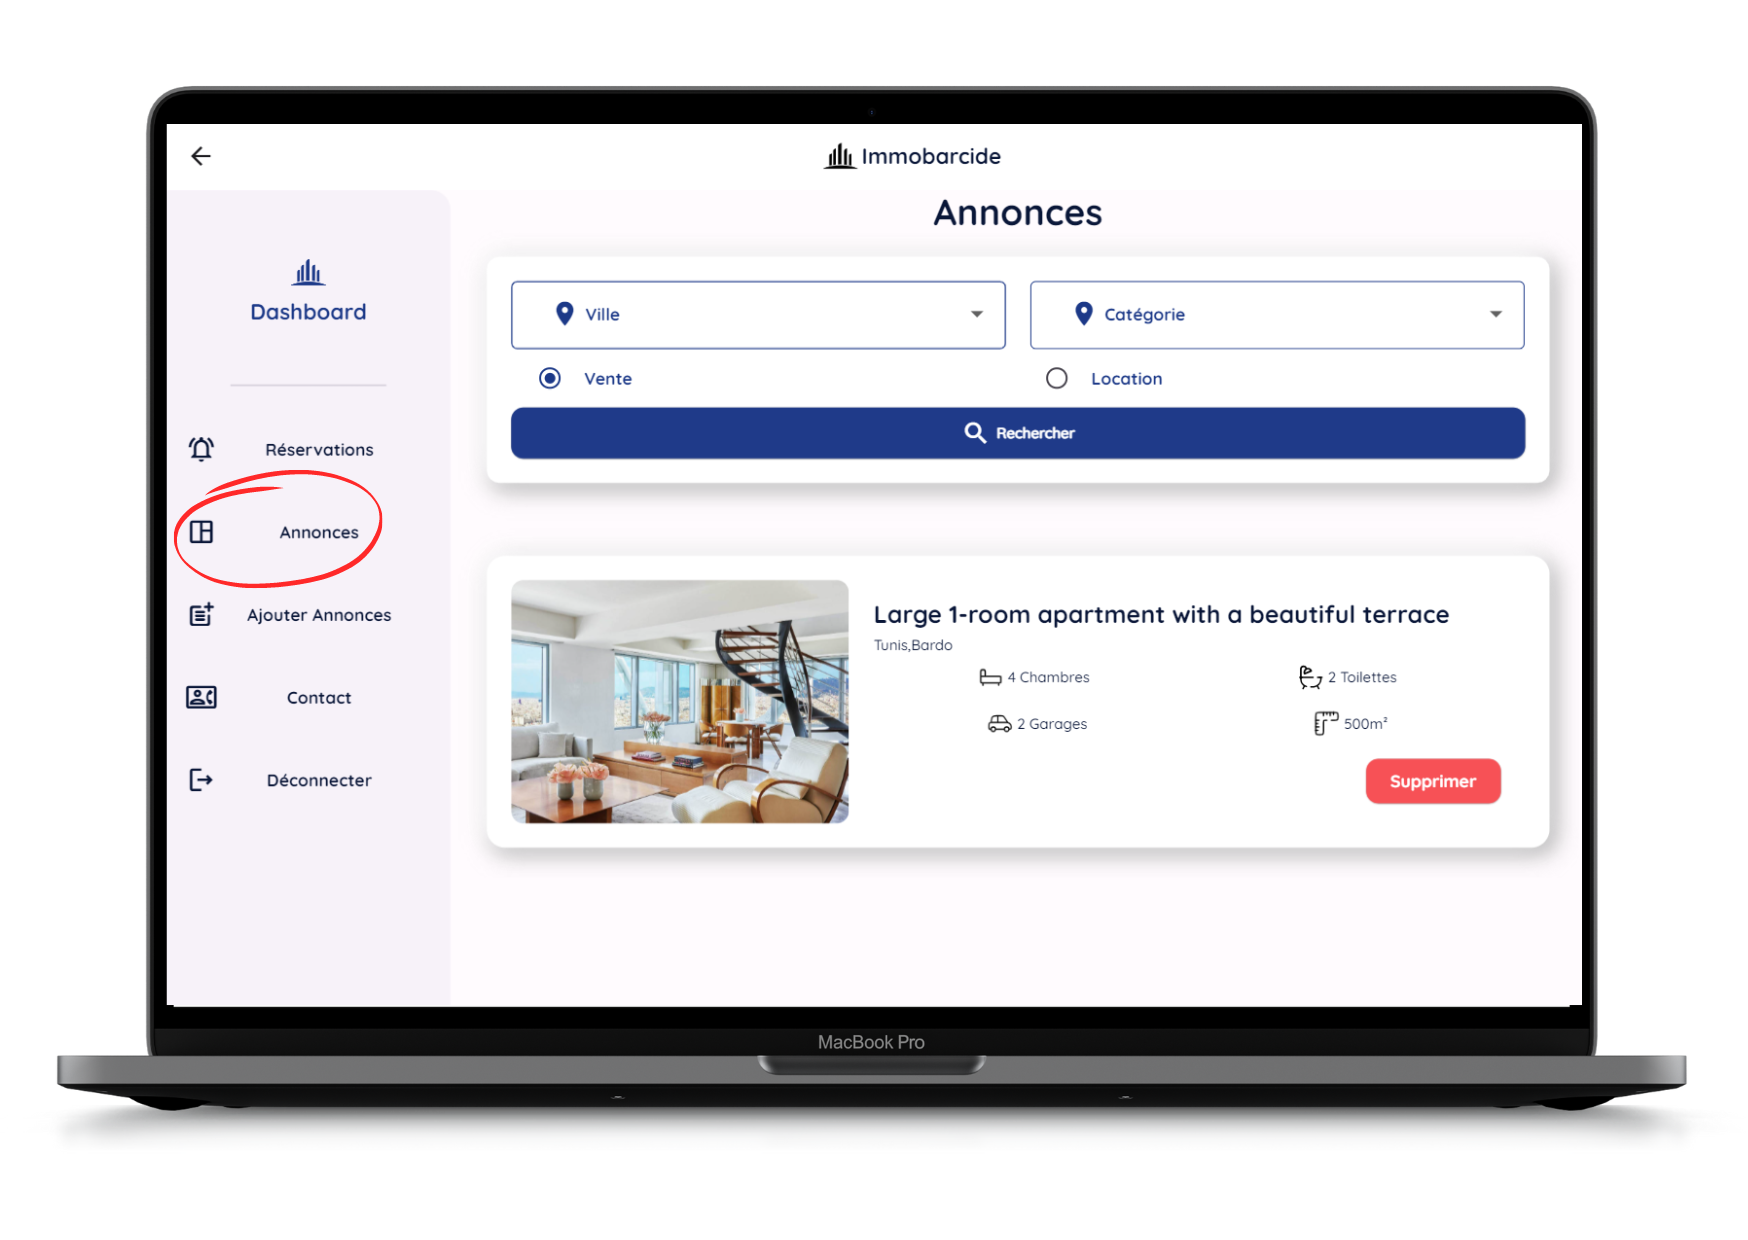 Immobarcide
Annonces
Dashboard
Ville
Catégorie
Vente
Location
Rechercher
Réservations
Annonces
Ajouter Annonces
Contact
Déconnecter
Large 1-room apartment with a beautiful terrace
Tunis,Bardo
4 Chambres
2 Toilettes
2 Garages
500m²
Supprimer
MacBook Pro